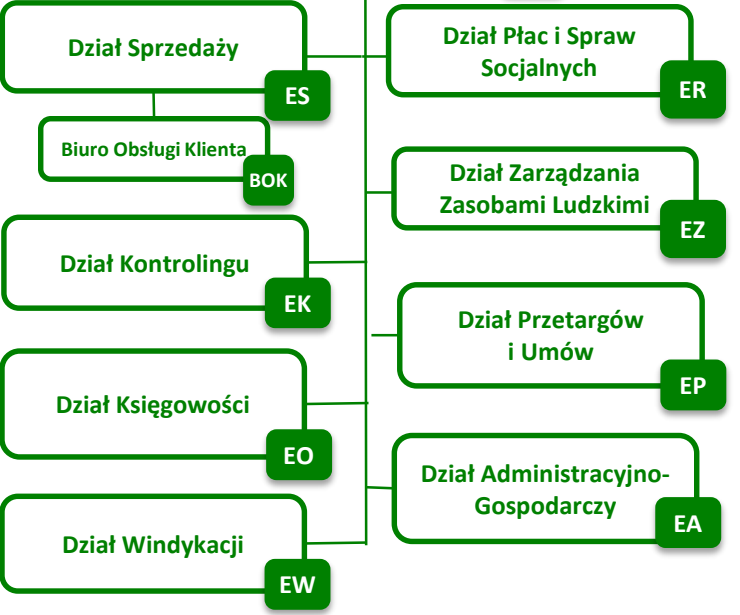 Dział Sprzedaży
ES
Biuro Obsługi Klienta
BOK
Dział Kontrolingu
EK
Dział Księgowości
EO
Dział Windykacji
EW
Dział Płac i Spraw
Socjalnych
ER
Dział Zarządzania
Zasobami Ludzkimi
EZ
Dział Przetargów
i Umów
EP
Dział Administracyjno-
Gospodarczy
EA